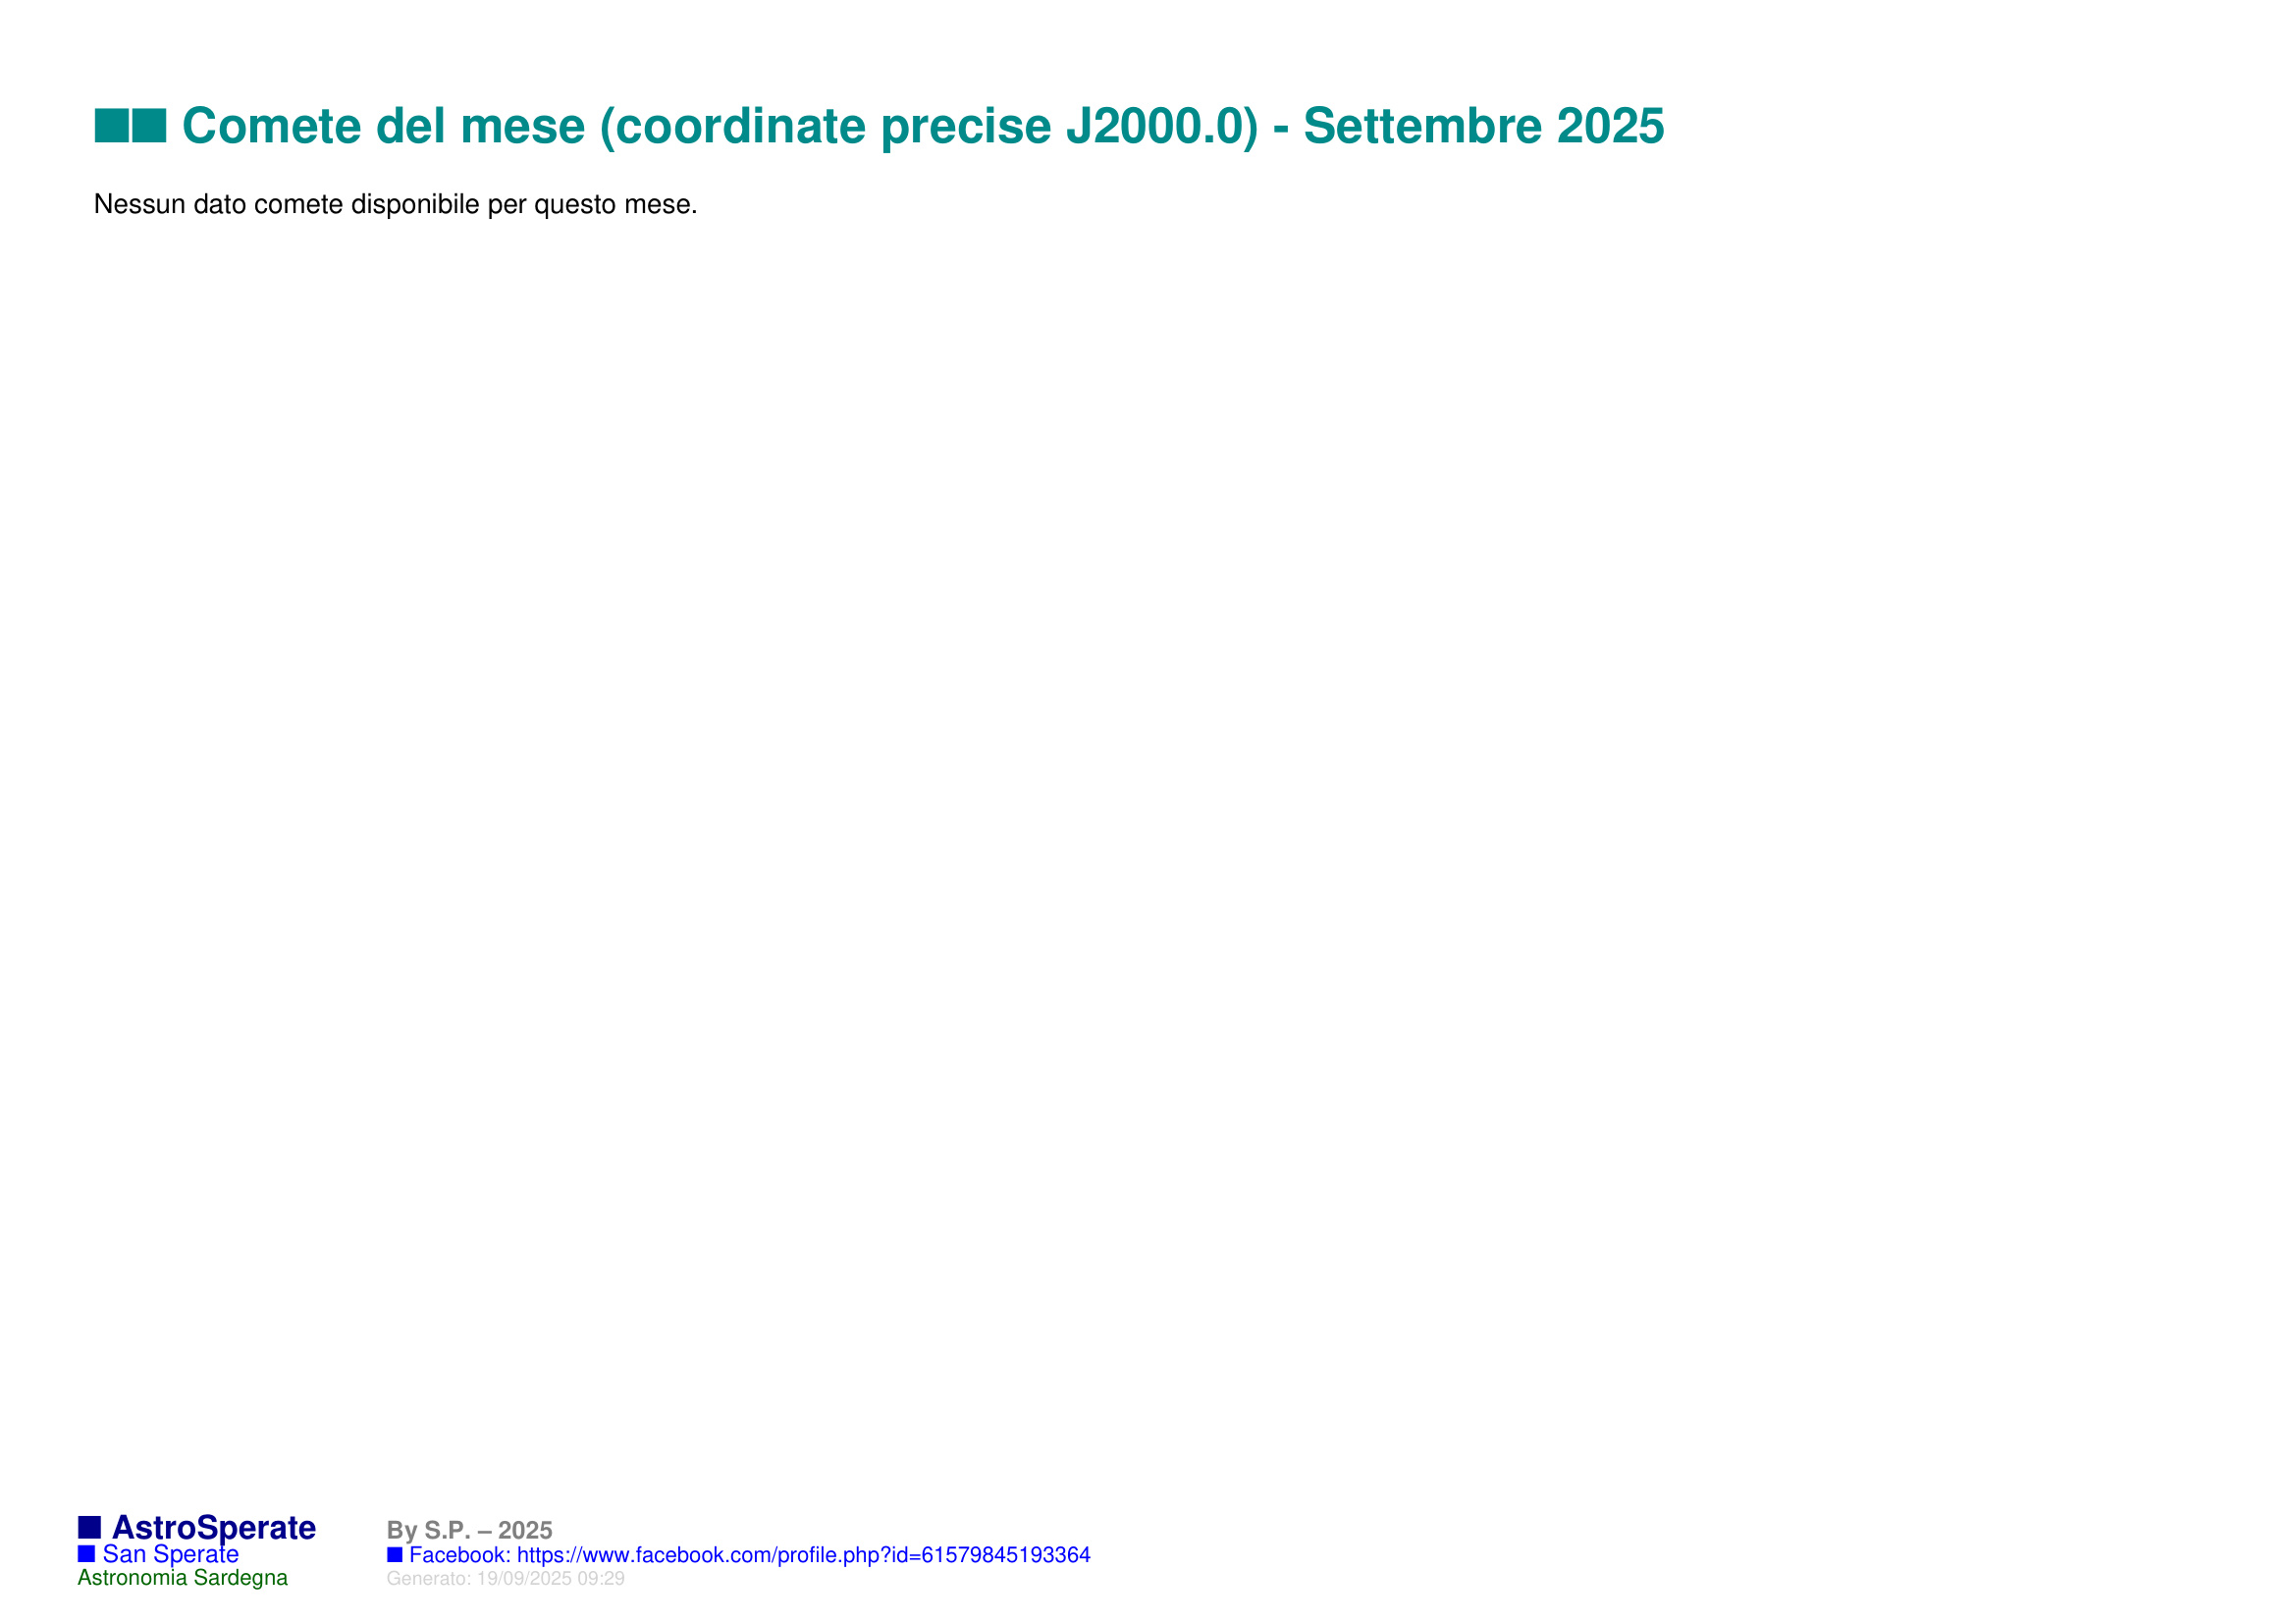 ■■ Comete del mese (coordinate precise J2000.0) - Settembre 2025
Nessun dato comete disponibile per questo mese.
■ AstroSperate
■ San Sperate
Astronomia Sardegna
By S.P. – 2025
■ Facebook: https://www.facebook.com/profile.php?id=61579845193364
Generato: 19/09/2025 09:29